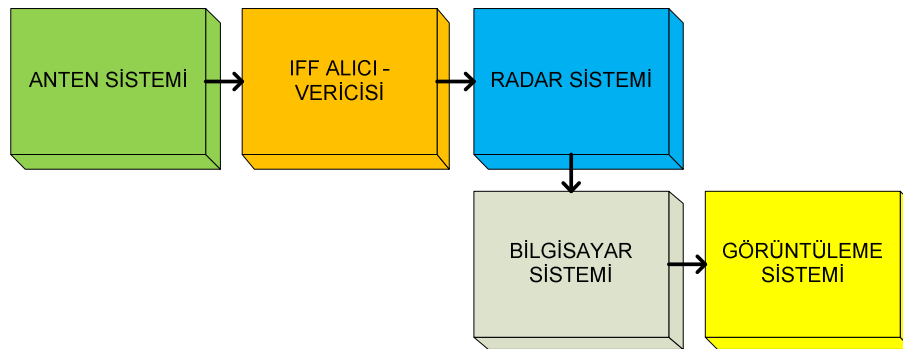 ANTEN SİSTEMİ
IFF ALICI -
VERİCİSİ
RADAR SİSTEMİ
BİLGİSAYAR
SİSTEMİ
GÖRÜNTÜLEME
SİSTEMİ